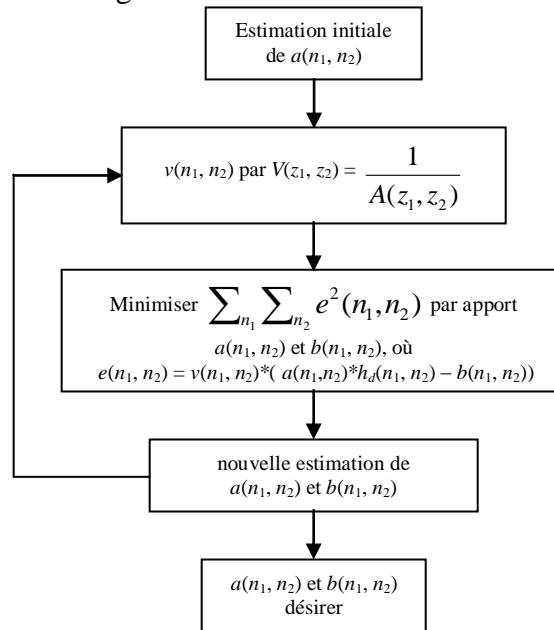 Estimation initiale
de a(n₁, n₂)
v(n₁, n₂) par V(z₁, z₂) = 1 / A(z₁, z₂)
Minimiser ∑ₙ₁ ∑ₙ₂ e²(n₁,n₂) par apport
a(n₁, n₂) et b(n₁, n₂), où
e(n₁, n₂) = v(n₁, n₂)*( a(n₁,n₂)*h_d(n₁, n₂) – b(n₁, n₂))
nouvelle estimation de
a(n₁, n₂) et b(n₁, n₂)
a(n₁, n₂) et b(n₁, n₂)
désirer